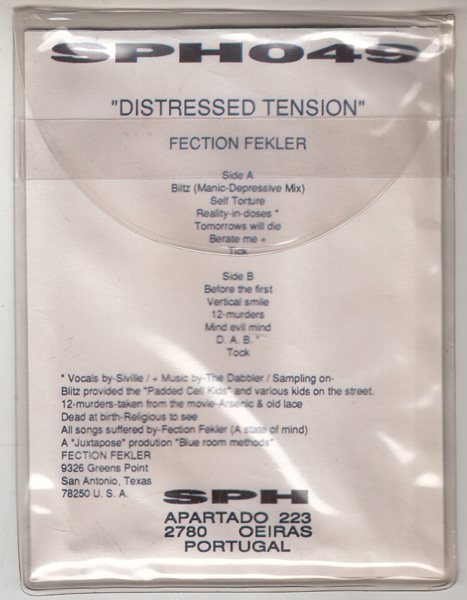 SPH04S
"DISTRESSED TENSION"
FECTION FEKLER
Side A
Biltz (Manic-Depressive Mix)
Self Torture
Reality-in-doses *
Tomorrows will die
Berate me +
Tick
Side B
Before the first
Vertical smile
12-murders
Mind evil mind
D. A. B. *
Tock
* Vocals by-Siville / + Music by-The Dabbler / Sampling on-
Blitz provided the "Padded Cell Kids" and various kids on the street.
12-murders-taken from the movie-Arsenic & old lace
Dead at birth-Religious to see
All songs suffered by-Fection Fekler (A state of mind)
A "Juxtapose" prodution "Blue room methods"
FECTION FEKLER
9326 Greens Point
San Antonio, Texas
78250 U. S. A.
SPH
APARTADO 223
2780 OEIRAS
PORTUGAL